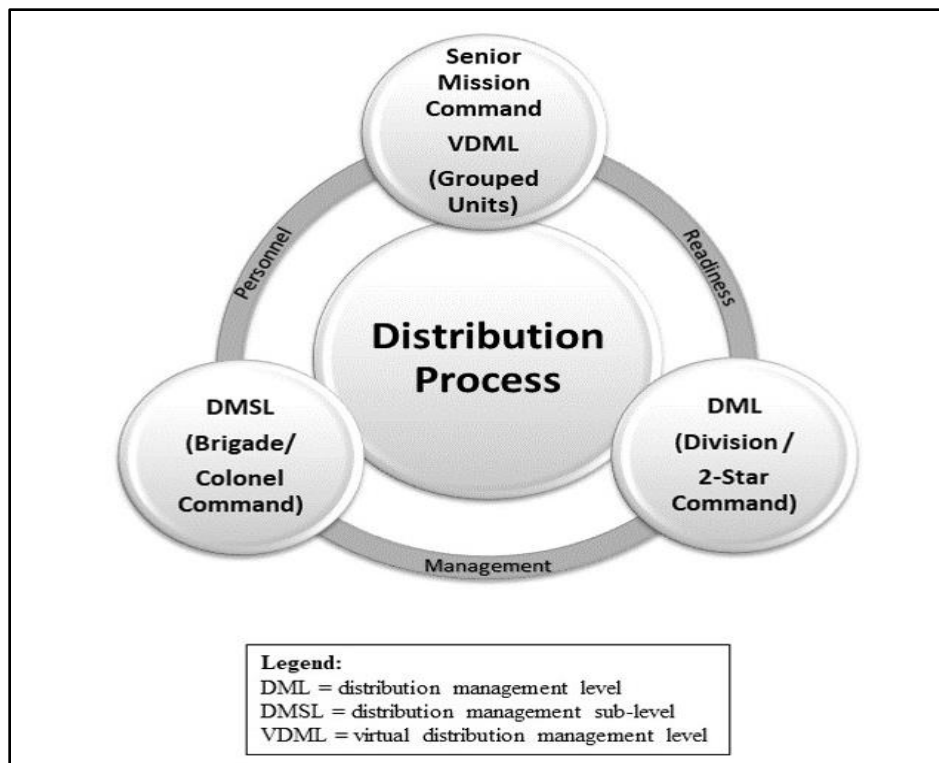 Senior
Mission
Command
VDML
(Grouped
Units)
Personnel
Readiness
Distribution
Process
DMSL
(Brigade/
Colonel
Command)
DML
(Division /
2-Star
Command)
Management
Legend:
DML = distribution management level
DMSL = distribution management sub-level
VDML = virtual distribution management level